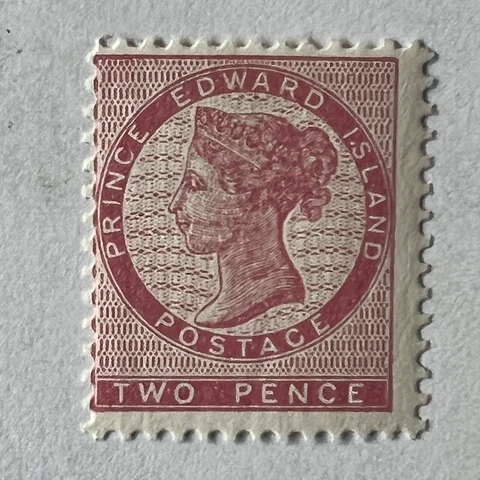 PRINCE EDWARD ISLAND
POSTAGE
TWO PENCE